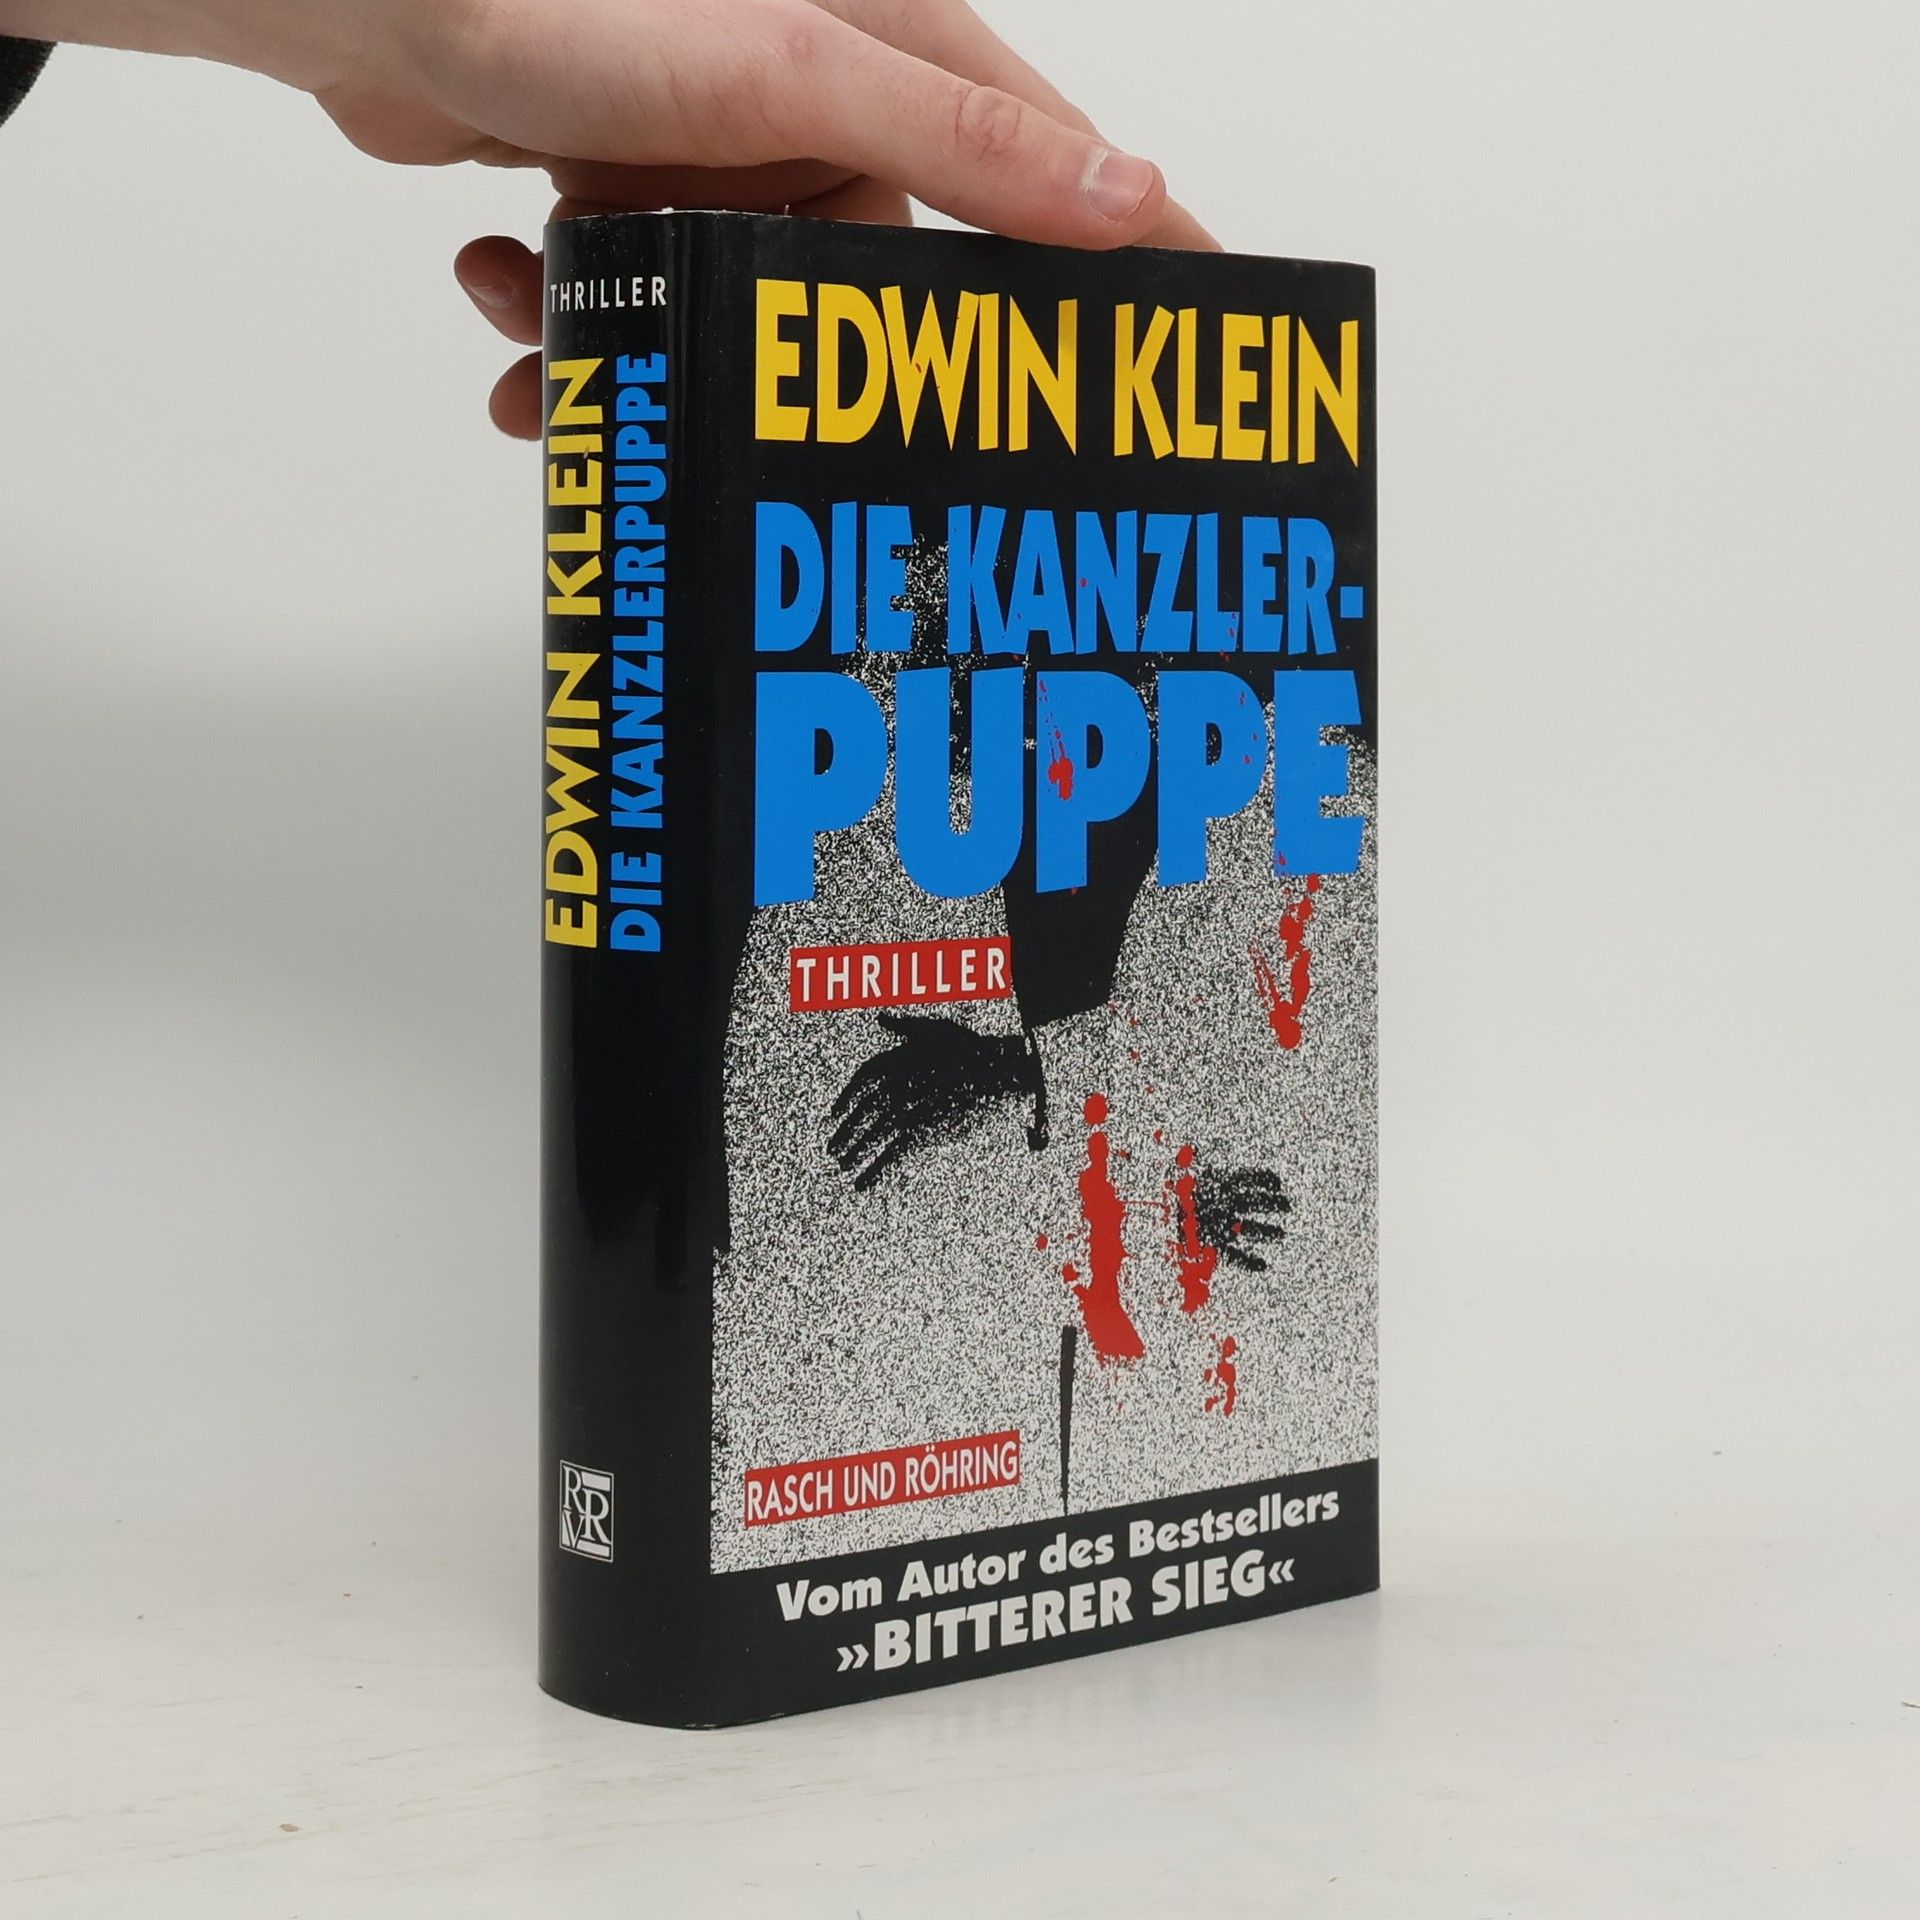 THRILLER
EDWIN KLEIN
DIE KANZLERPUPPE
RRV
EDWIN KLEIN
DIE KANZLER-
PUPPE
THRILLER
RASCH UND RÖHRING
Vom Autor des Bestsellers
»BITTERER SIEG«